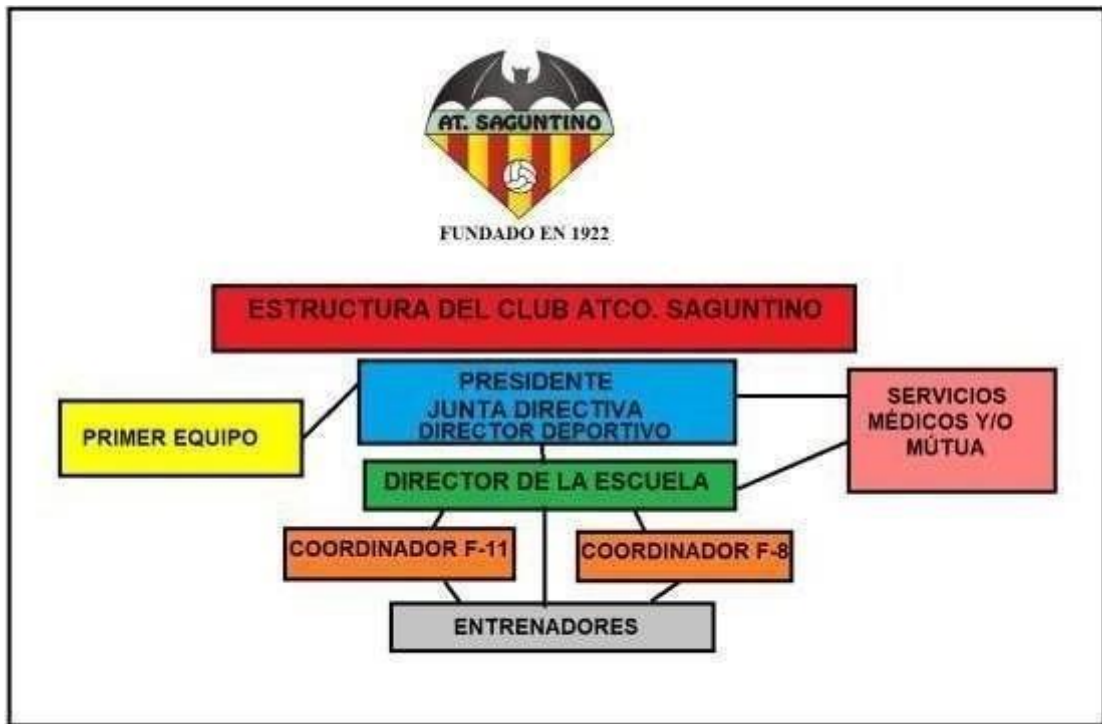 AT. SAGUNTINO
FUNDADO EN 1922
ESTRUCTURA DEL CLUB ATCO. SAGUNTINO
PRESIDENTE
JUNTA DIRECTIVA
DIRECTOR DEPORTIVO
PRIMER EQUIPO
SERVICIOS
MÉDICOS Y/O
MÚTUA
DIRECTOR DE LA ESCUELA
COORDINADOR F-11
COORDINADOR F-8
ENTRENADORES